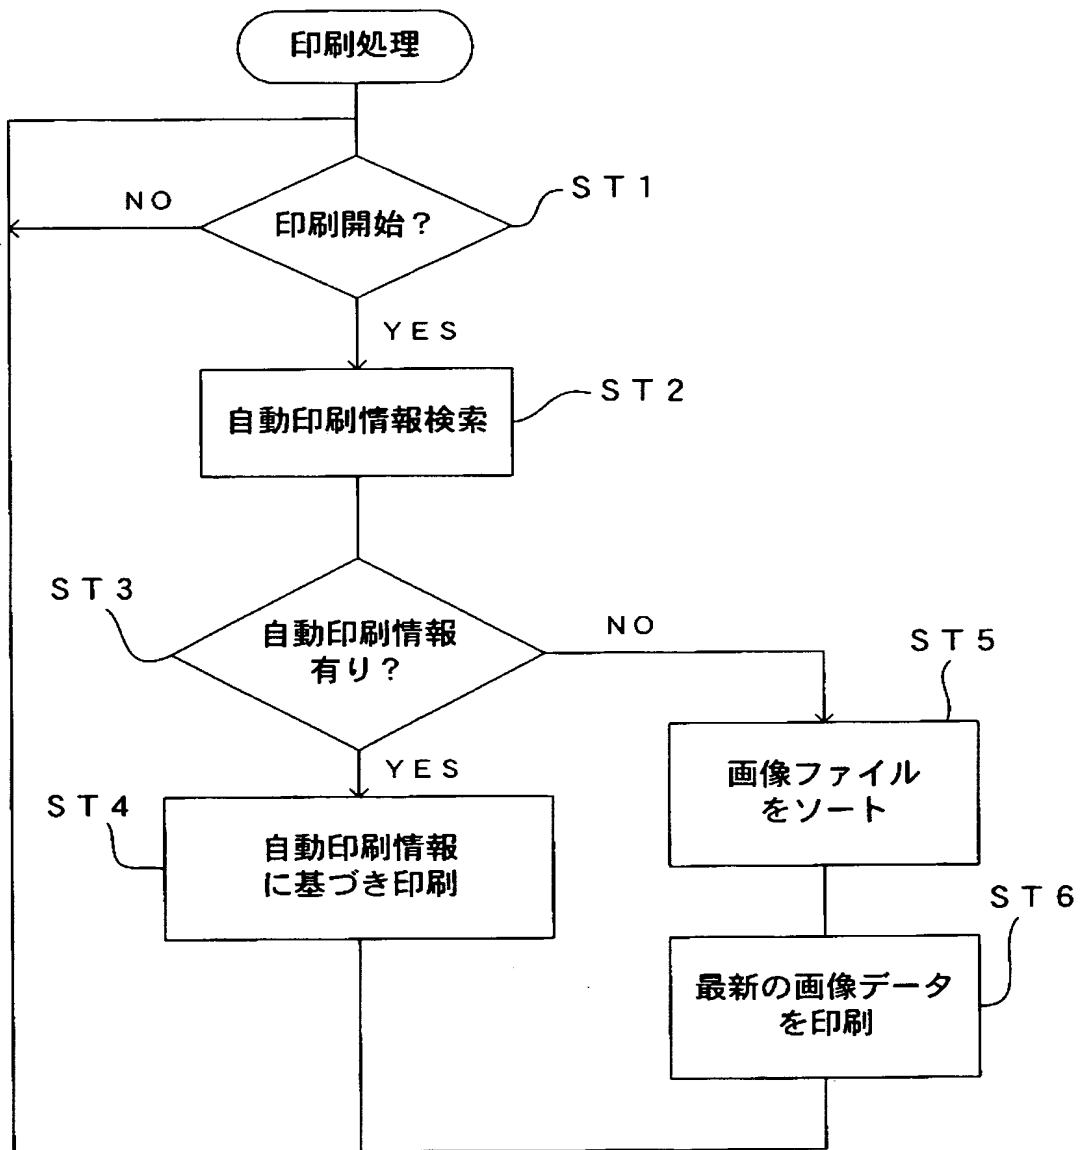 印刷処理
NO
ST1
印刷開始?
YES
ST2
自動印刷情報検索
ST3
自動印刷情報
有り?
NO
ST5
YES
画像ファイル
をソート
ST4
自動印刷情報
に基づき印刷
ST6
最新の画像データ
を印刷